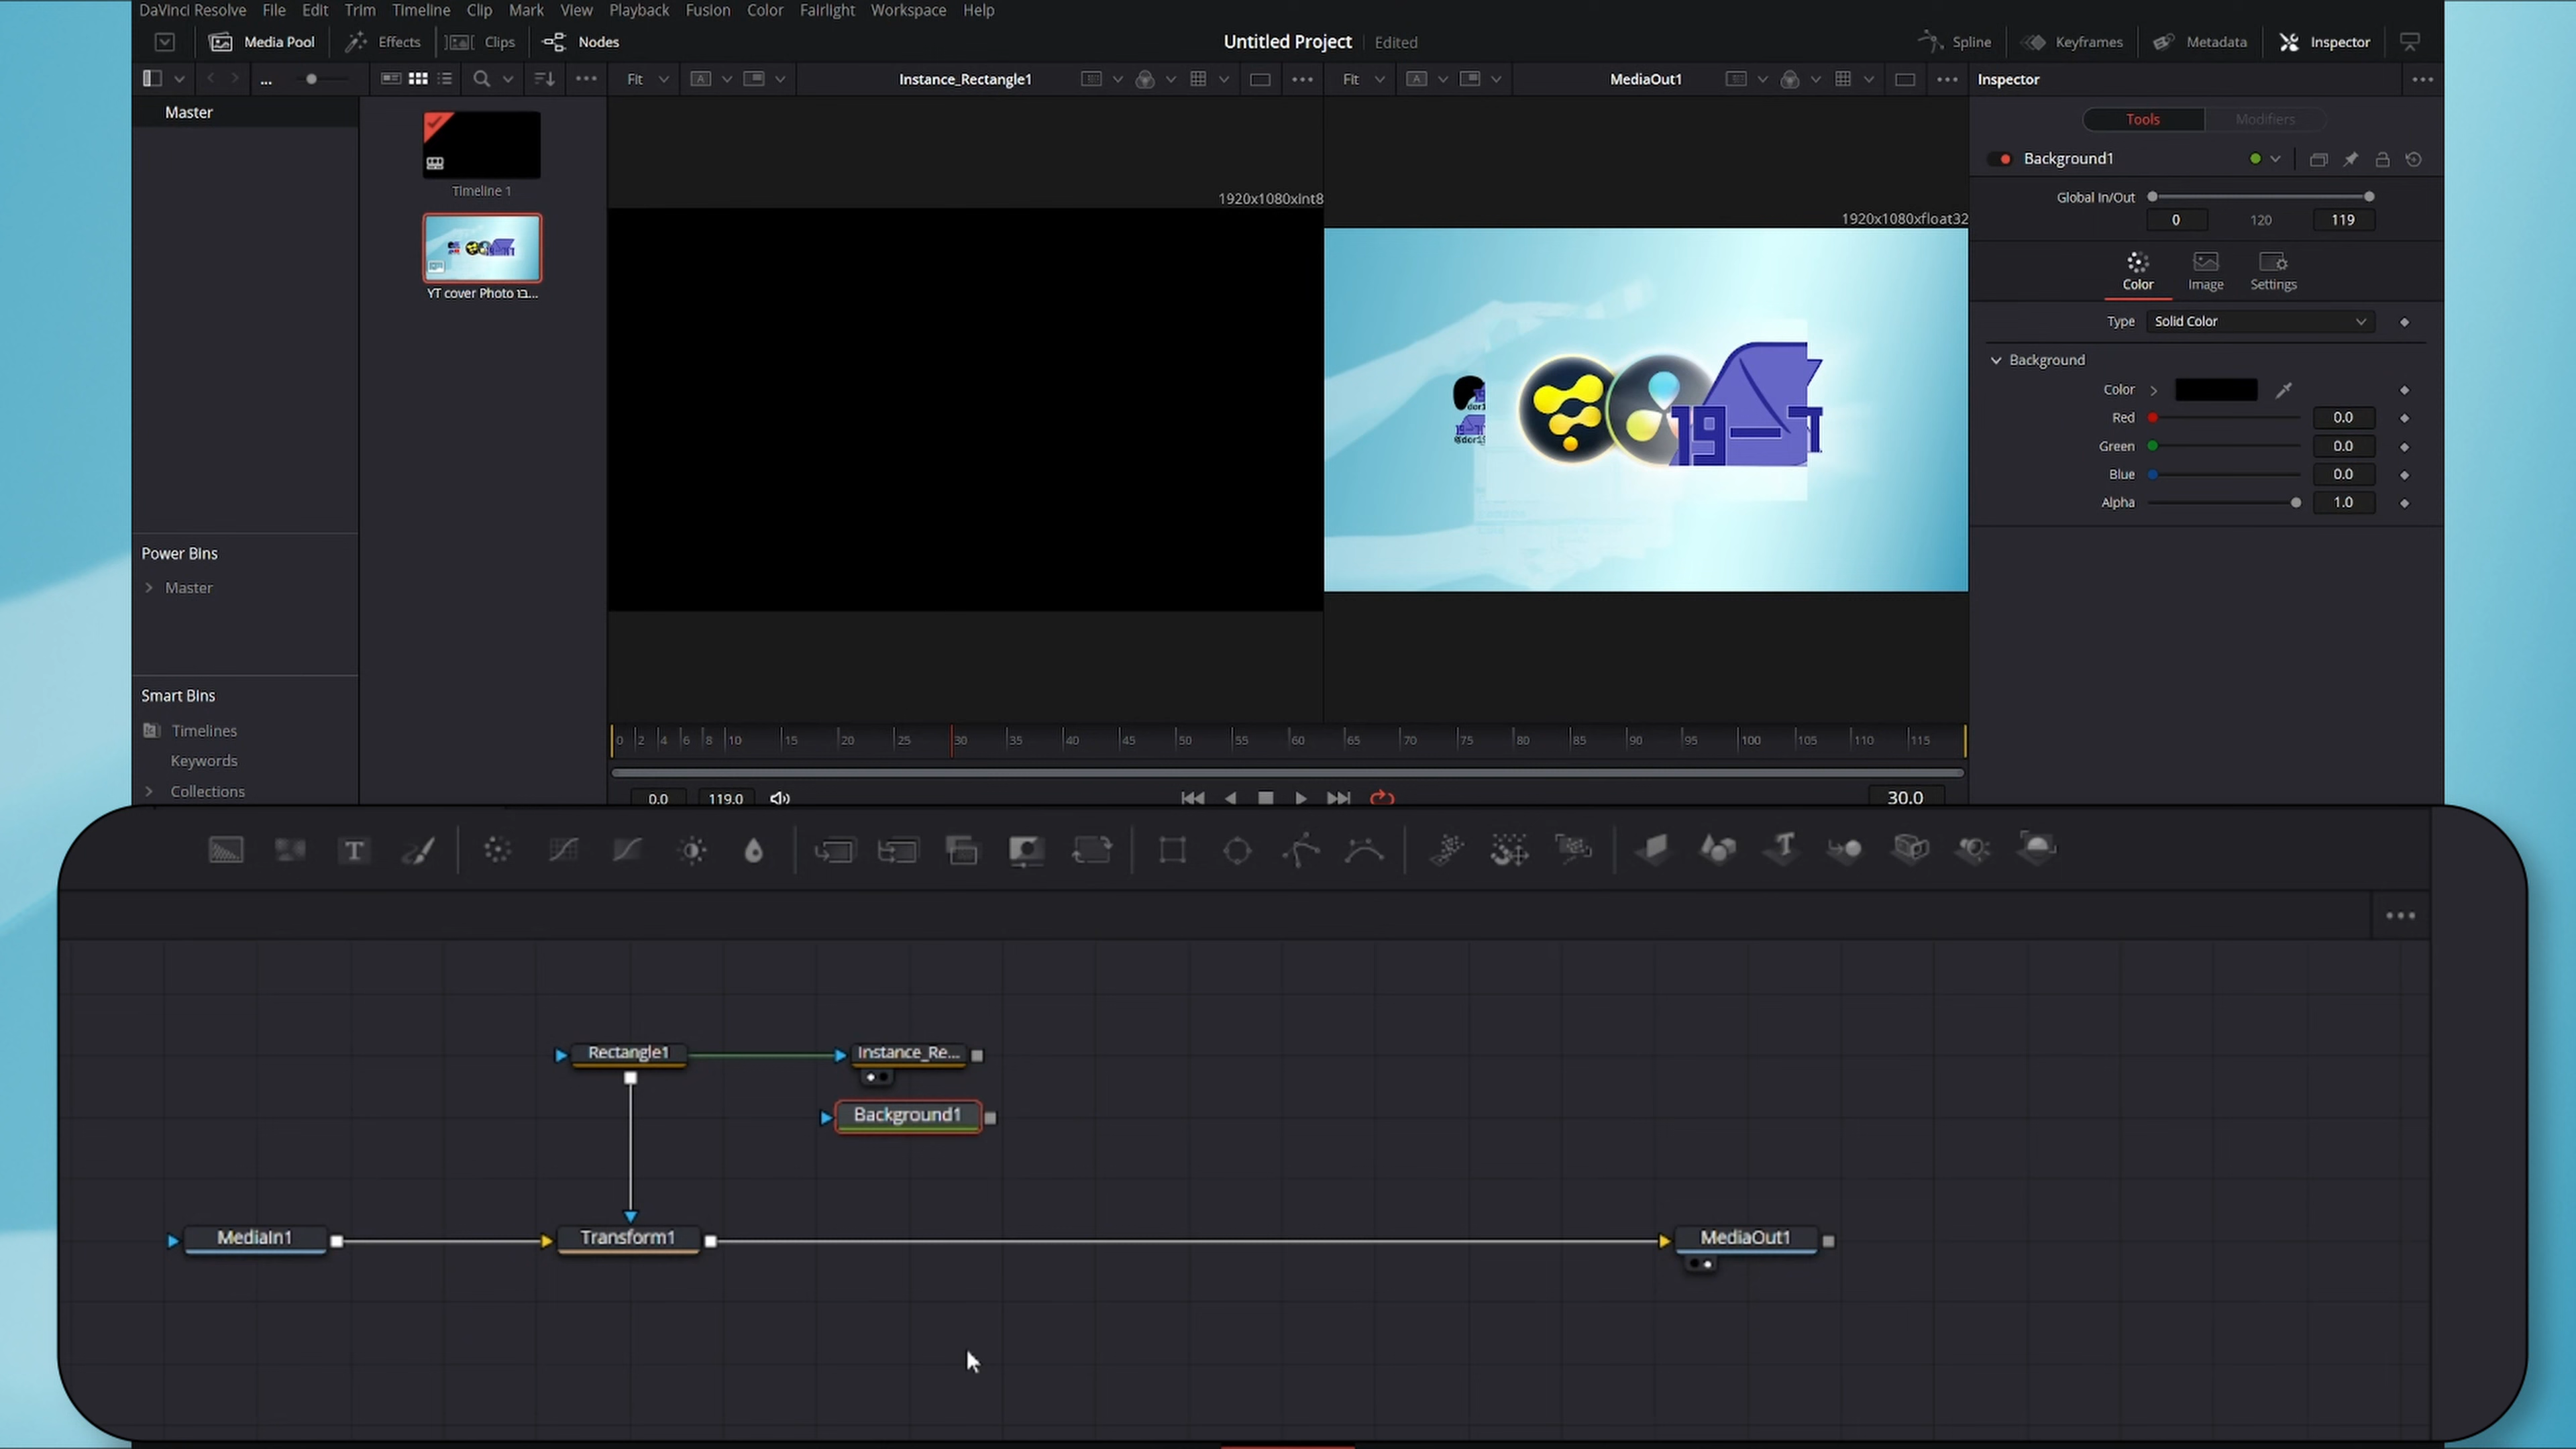 DaVinci Resolve File Edit Trim Timeline Clip Mark View Playback Fusion Color Fairlight Workspace Help
Media Pool Effects Clips Nodes Untitled Project Edited Spline Keyframes Metadata Inspector
... Fit A Instance_Rectangle1 Fit A MediaOut1 Inspector
Master
Tools Modifiers
Timeline 1
Background1
1920x1080xint8
1920x1080xfloat32
Global In/Out
0 120 119
Color Image Settings
Type Solid Color
Background
Color
Red 0.0
Green 0.0
Blue 0.0
Alpha 1.0
19
Power Bins
Master
Smart Bins
Timelines
Keywords
Collections
0 2 4 6 8 10 15 20 25 30 35 40 45 50 55 60 65 70 75 80 85 90 95 100 105 110 115
0.0 119.0 30.0
T T
Rectangle1 Instance_Re...
Background1
MediaIn1 Transform1 MediaOut1